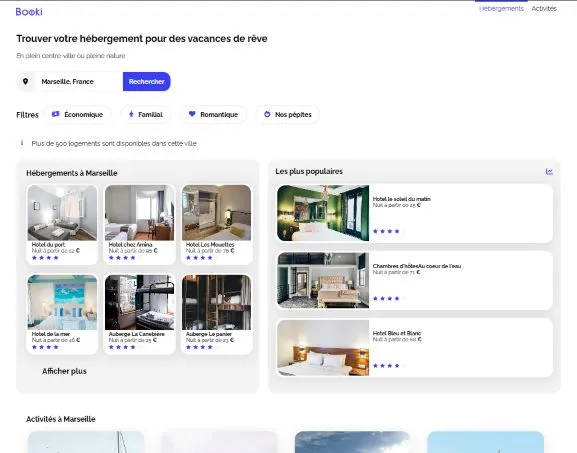 Booki
Hébergements Activités
Trouver votre hébergement pour des vacances de rêve
En plein centre-ville ou pleine nature
Marseille, France Rechercher
Filtres Économique Familial Romantique Nos pépites
Plus de 500 logements sont disponibles dans cette ville
Hébergements à Marseille
Hotel du port
Nuit à partir de 52 €
Hotel chez Amina
Nuit à partir de €
Hotel Les Mouettes
Nuit à partir de 76 €
Hotel de la mer
Nuit à partir de 46 €
Auberge La Canebière
Nuit à partir de 25 €
Auberge Le panier
Nuit à partir de 23 €
Afficher plus
Les plus populaires
Hotel le soleil du matin
Nuit à partir de 25 €
Chambres d'hôtesAu coeur de l'eau
Nuit à partir de 71 €
Hotel Bleu et Blanc
Nuit à partir de €
Activités à Marseille